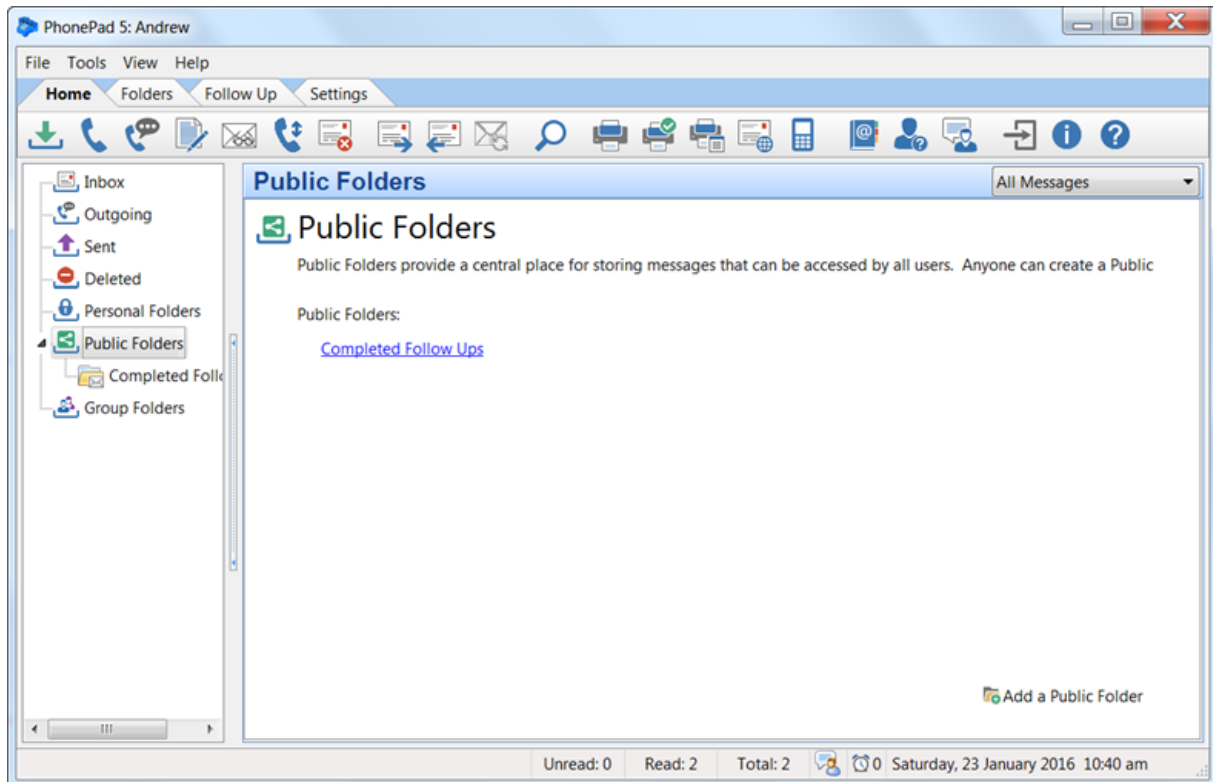 PhonePad 5: Andrew
File Tools View Help
Home Folders Follow Up Settings
Inbox
Outgoing
Sent
Deleted
Personal Folders
Public Folders
Completed Follo
Group Folders
Public Folders
All Messages
Public Folders
Public Folders provide a central place for storing messages that can be accessed by all users. Anyone can create a Public
Public Folders:
Completed Follow Ups
Add a Public Folder
Unread: 0 Read: 2 Total: 2 0 Saturday, 23 January 2016 10:40 am